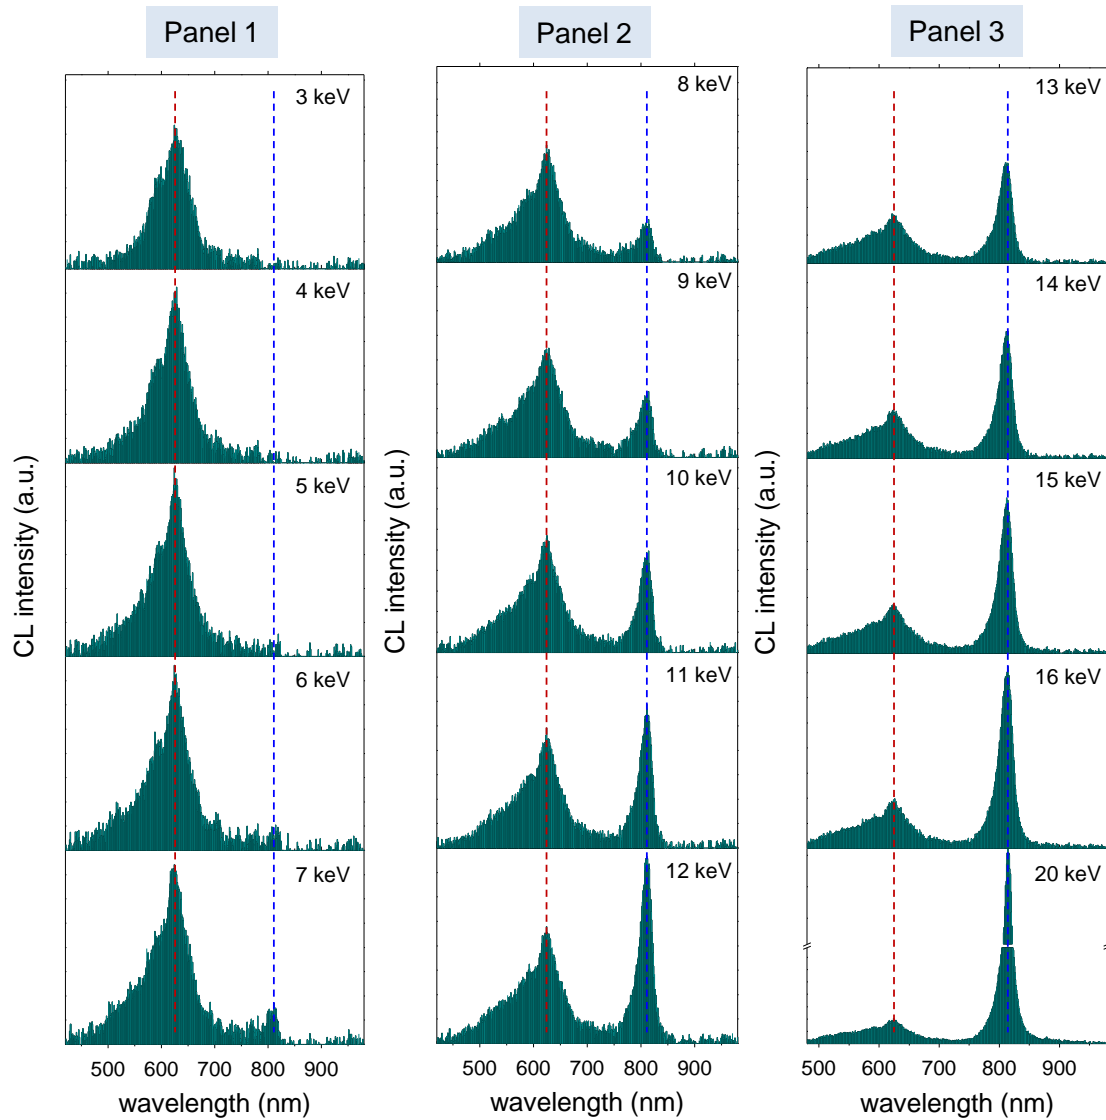 Panel 1
Panel 2
Panel 3
3 keV
4 keV
5 keV
6 keV
7 keV
CL intensity (a.u.)
500 600 700 800 900
wavelength (nm)
8 keV
9 keV
10 keV
11 keV
12 keV
CL intensity (a.u.)
500 600 700 800 900
wavelength (nm)
13 keV
14 keV
15 keV
16 keV
20 keV
CL intensity (a.u.)
500 600 700 800 900
wavelength (nm)